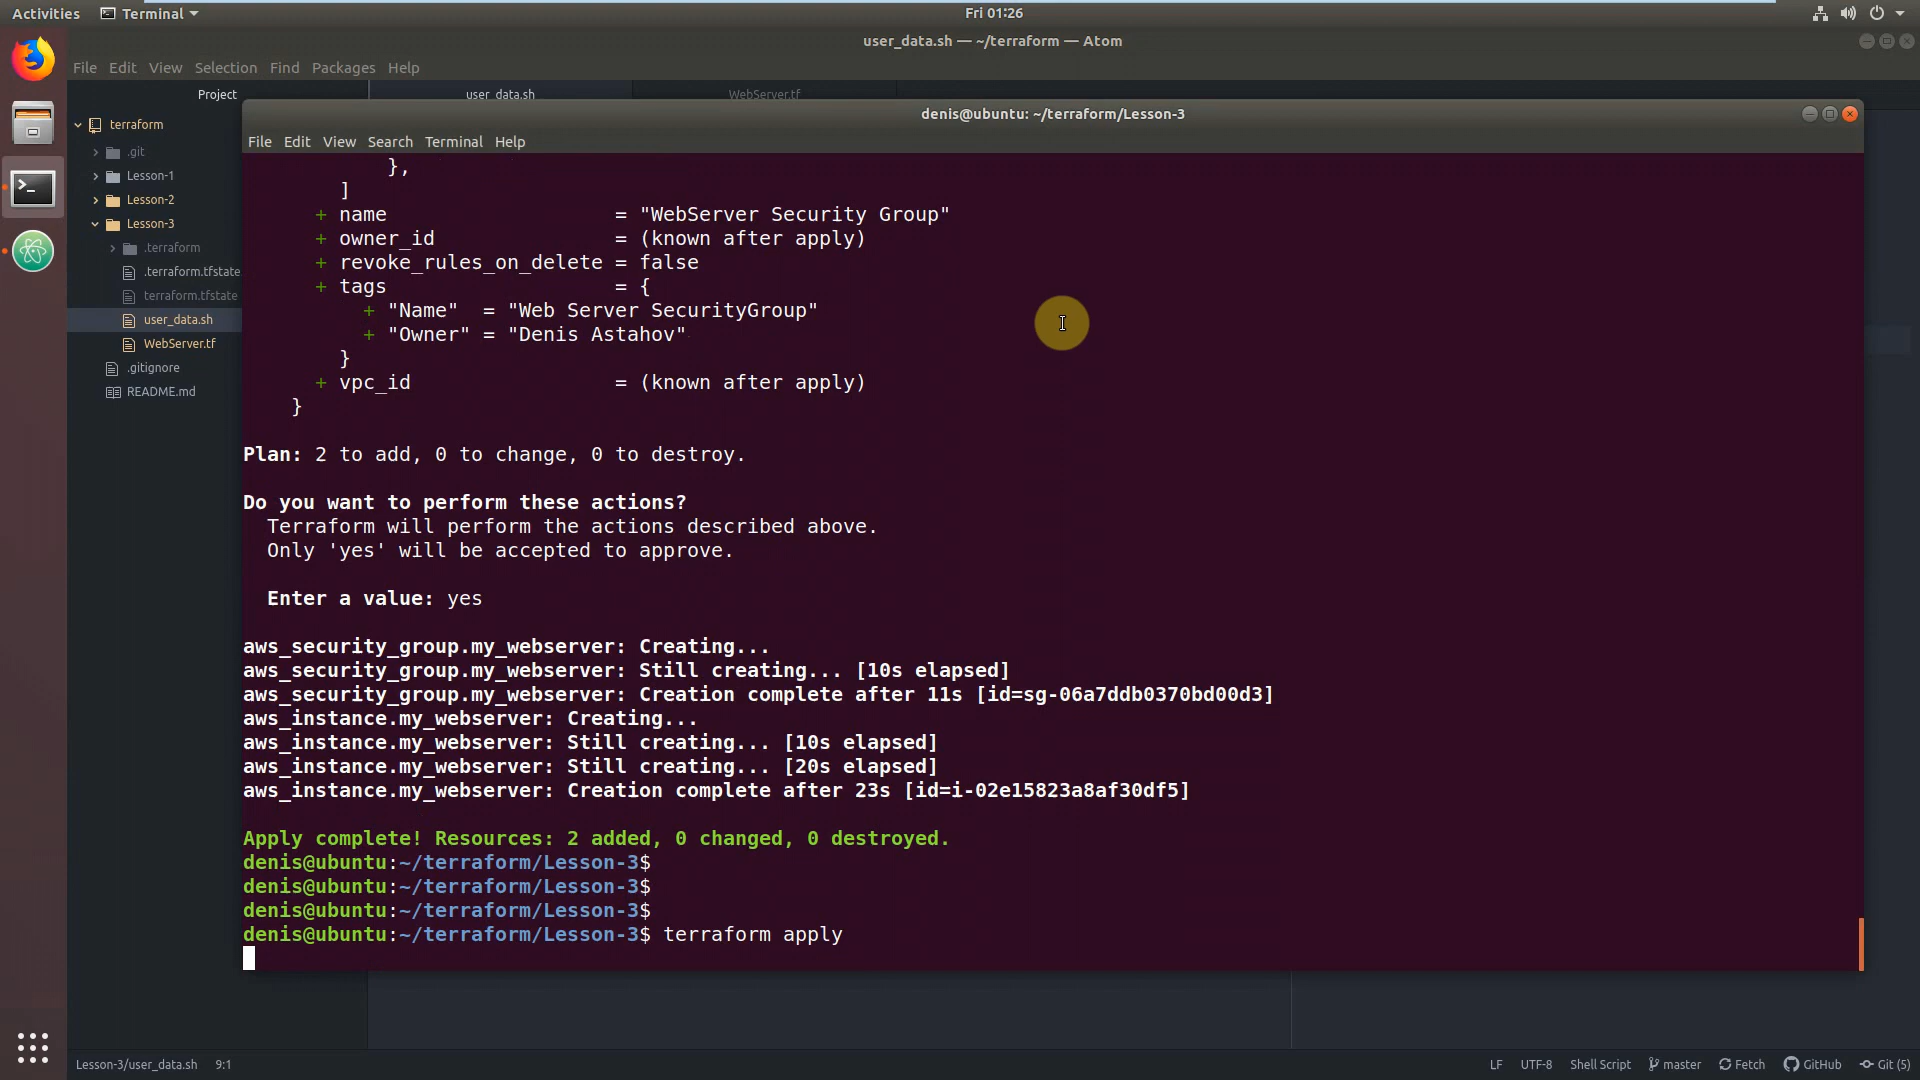 Activities Terminal Fri 01:26
user_data.sh — ~/terraform — Atom
File Edit View Selection Find Packages Help
Project user_data.sh WebServer.tf
denis@ubuntu: ~/terraform/Lesson-3
File Edit View Search Terminal Help
terraform
.git
Lesson-1
Lesson-2
Lesson-3
.terraform
.terraform.tfstate
terraform.tfstate
user_data.sh
WebServer.tf
.gitignore
README.md
},
]
+ name = "WebServer Security Group"
+ owner_id = (known after apply)
+ revoke_rules_on_delete = false
+ tags = {
+ "Name" = "Web Server SecurityGroup"
+ "Owner" = "Denis Astahov"
}
+ vpc_id = (known after apply)
}
Plan: 2 to add, 0 to change, 0 to destroy.
Do you want to perform these actions?
Terraform will perform the actions described above.
Only 'yes' will be accepted to approve.
Enter a value: yes
aws_security_group.my_webserver: Creating...
aws_security_group.my_webserver: Still creating... [10s elapsed]
aws_security_group.my_webserver: Creation complete after 11s [id=sg-06a7ddb0370bd00d3]
aws_instance.my_webserver: Creating...
aws_instance.my_webserver: Still creating... [10s elapsed]
aws_instance.my_webserver: Still creating... [20s elapsed]
aws_instance.my_webserver: Creation complete after 23s [id=i-02e15823a8af30df5]
Apply complete! Resources: 2 added, 0 changed, 0 destroyed.
denis@ubuntu:~/terraform/Lesson-3$
denis@ubuntu:~/terraform/Lesson-3$
denis@ubuntu:~/terraform/Lesson-3$
denis@ubuntu:~/terraform/Lesson-3$ terraform apply
Lesson-3/user_data.sh 9:1 LF UTF-8 Shell Script master Fetch GitHub Git (5)